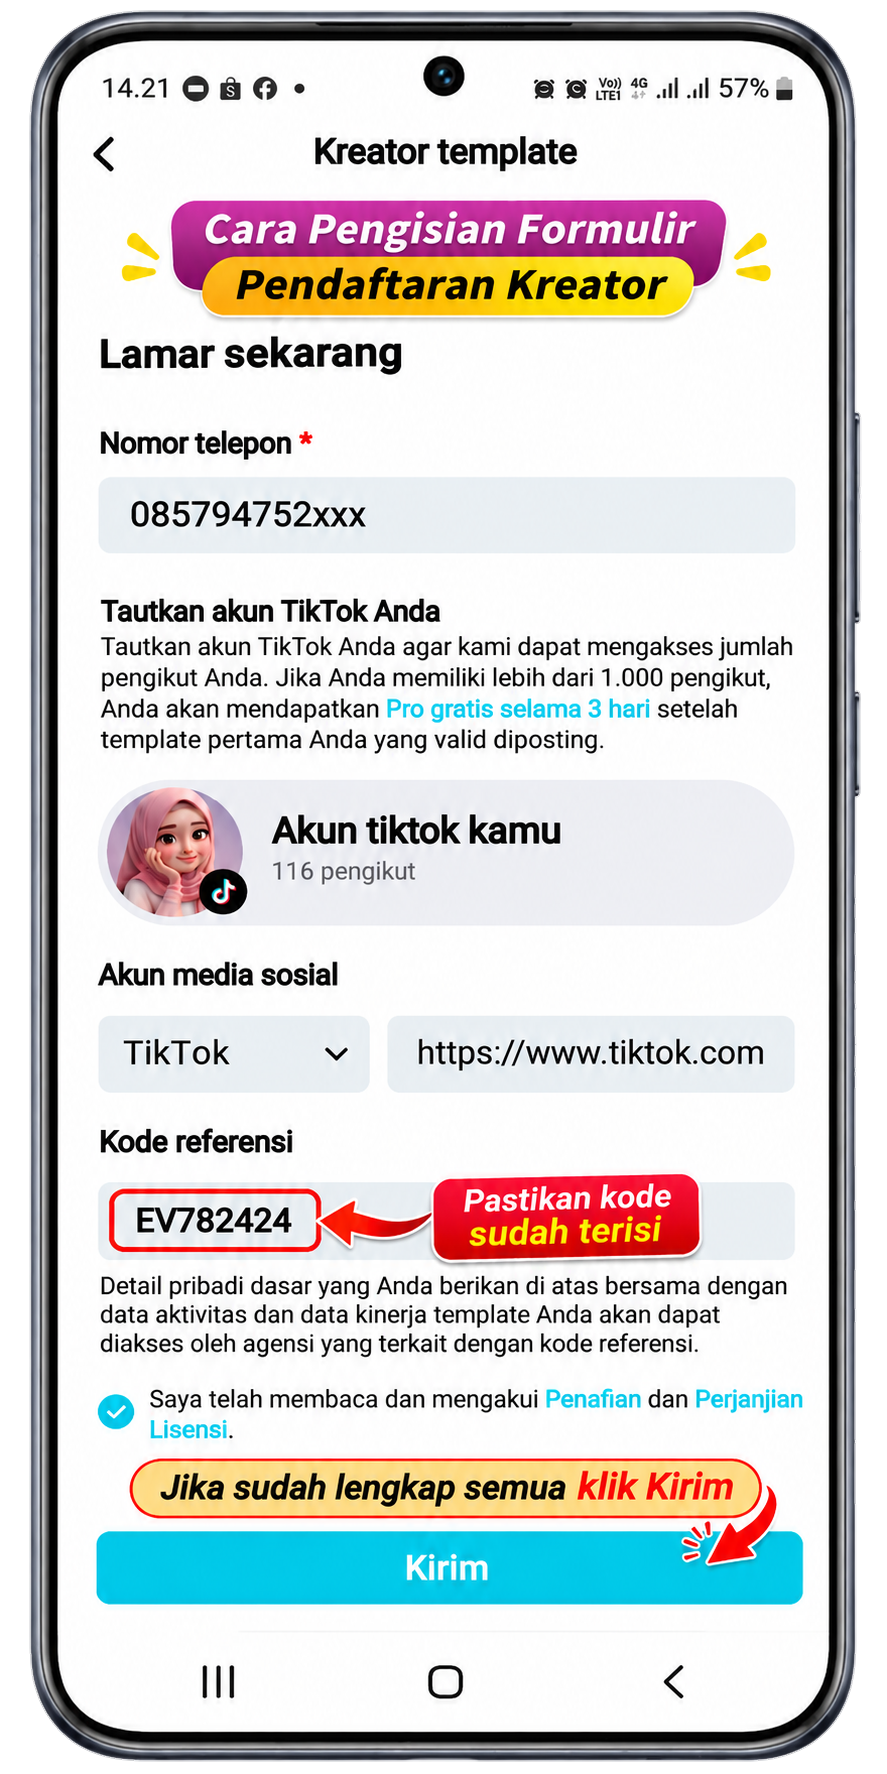 14.21
Vo)) LTE1 4G 4+ 57%
Kreator template
Cara Pengisian Formulir
Pendaftaran Kreator
Lamar sekarang
Nomor telepon *
085794752xxx
Tautkan akun TikTok Anda
Tautkan akun TikTok Anda agar kami dapat mengakses jumlah
pengikut Anda. Jika Anda memiliki lebih dari 1.000 pengikut,
Anda akan mendapatkan Pro gratis selama 3 hari setelah
template pertama Anda yang valid diposting.
Akun tiktok kamu
116 pengikut
Akun media sosial
TikTok
https://www.tiktok.com
Kode referensi
EV782424
Pastikan kode
sudah terisi
Detail pribadi dasar yang Anda berikan di atas bersama dengan
data aktivitas dan data kinerja template Anda akan dapat
diakses oleh agensi yang terkait dengan kode referensi.
Saya telah membaca dan mengakui Penafian dan Perjanjian
Lisensi.
Jika sudah lengkap semua klik Kirim
Kirim